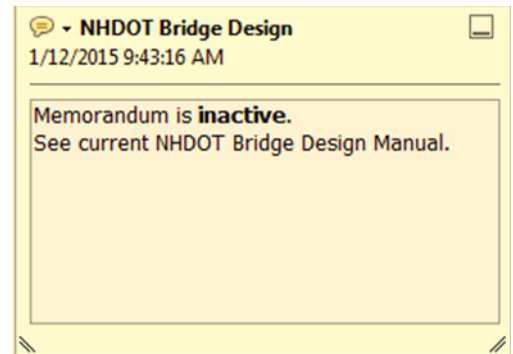 NHDOT Bridge Design
1/12/2015 9:43:16 AM
Memorandum is inactive.
See current NHDOT Bridge Design Manual.